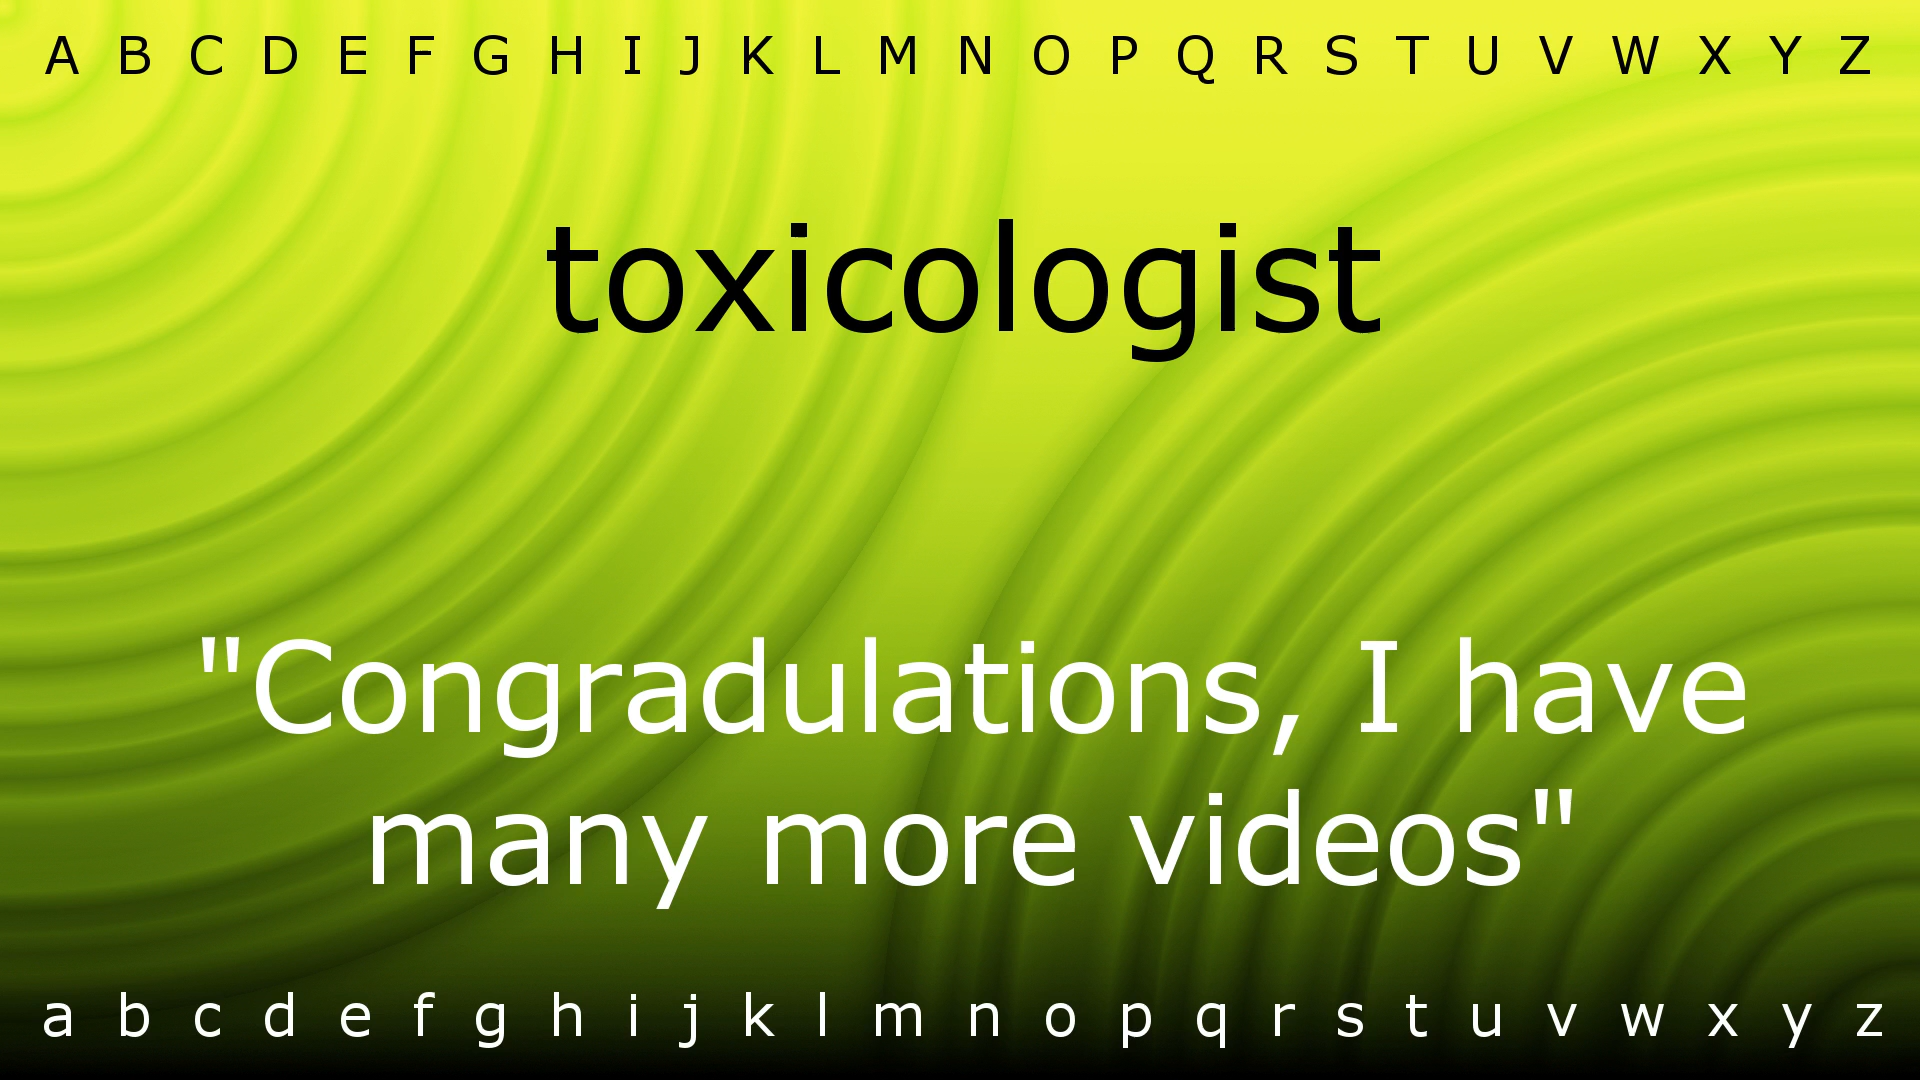 A B C D E F G H I J K L M N O P Q R S T U V W X Y Z
toxicologist
"Congradulations, I have
many more videos"
a b c d e f g h i j k l m n o p q r s t u v w x y z